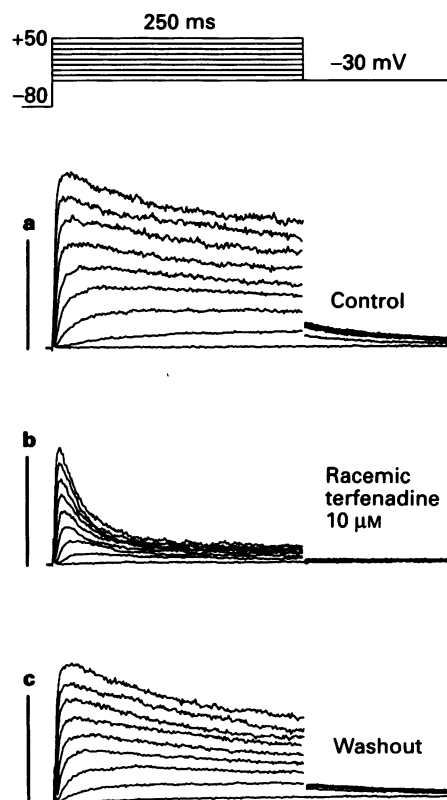 250 ms
+50
−30 mV
−80
a
Control
b
Racemic
terfenadine
10 µM
c
Washout